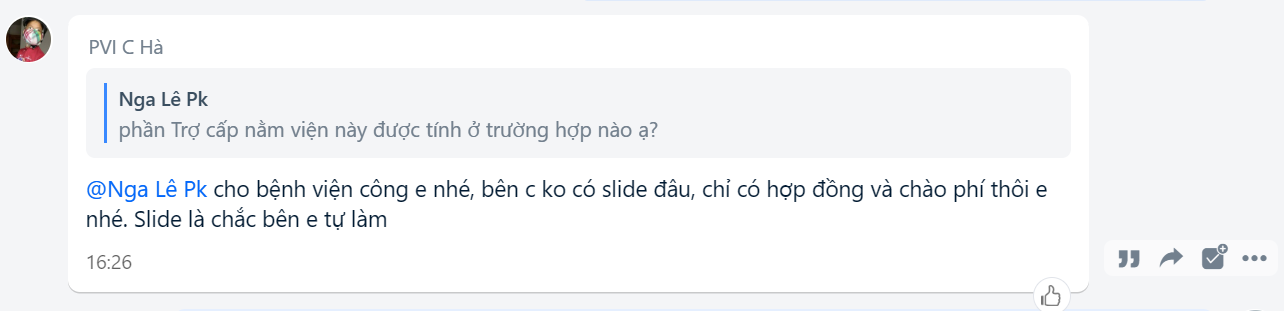 PVI C Hà
Nga Lê Pk
phần Trợ cấp nằm viện này được tính ở trường hợp nào ạ?
@Nga Lê Pk cho bệnh viện công e nhé, bên c ko có slide đâu, chỉ có hợp đồng và chào phí thôi e
nhé. Slide là chắc bên e tự làm
16:26